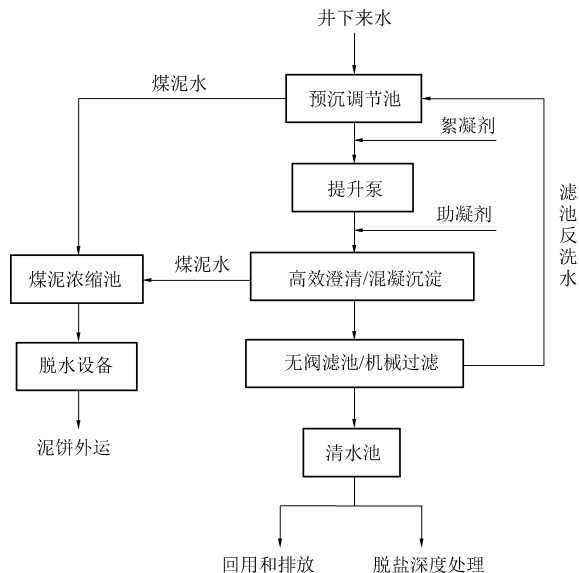 井下来水
煤泥水
预沉调节池
絮凝剂
提升泵
滤池反洗水
助凝剂
煤泥水
煤泥浓缩池
高效澄清/混凝沉淀
脱水设备
无阀滤池/机械过滤
泥饼外运
清水池
回用和排放
脱盐深度处理